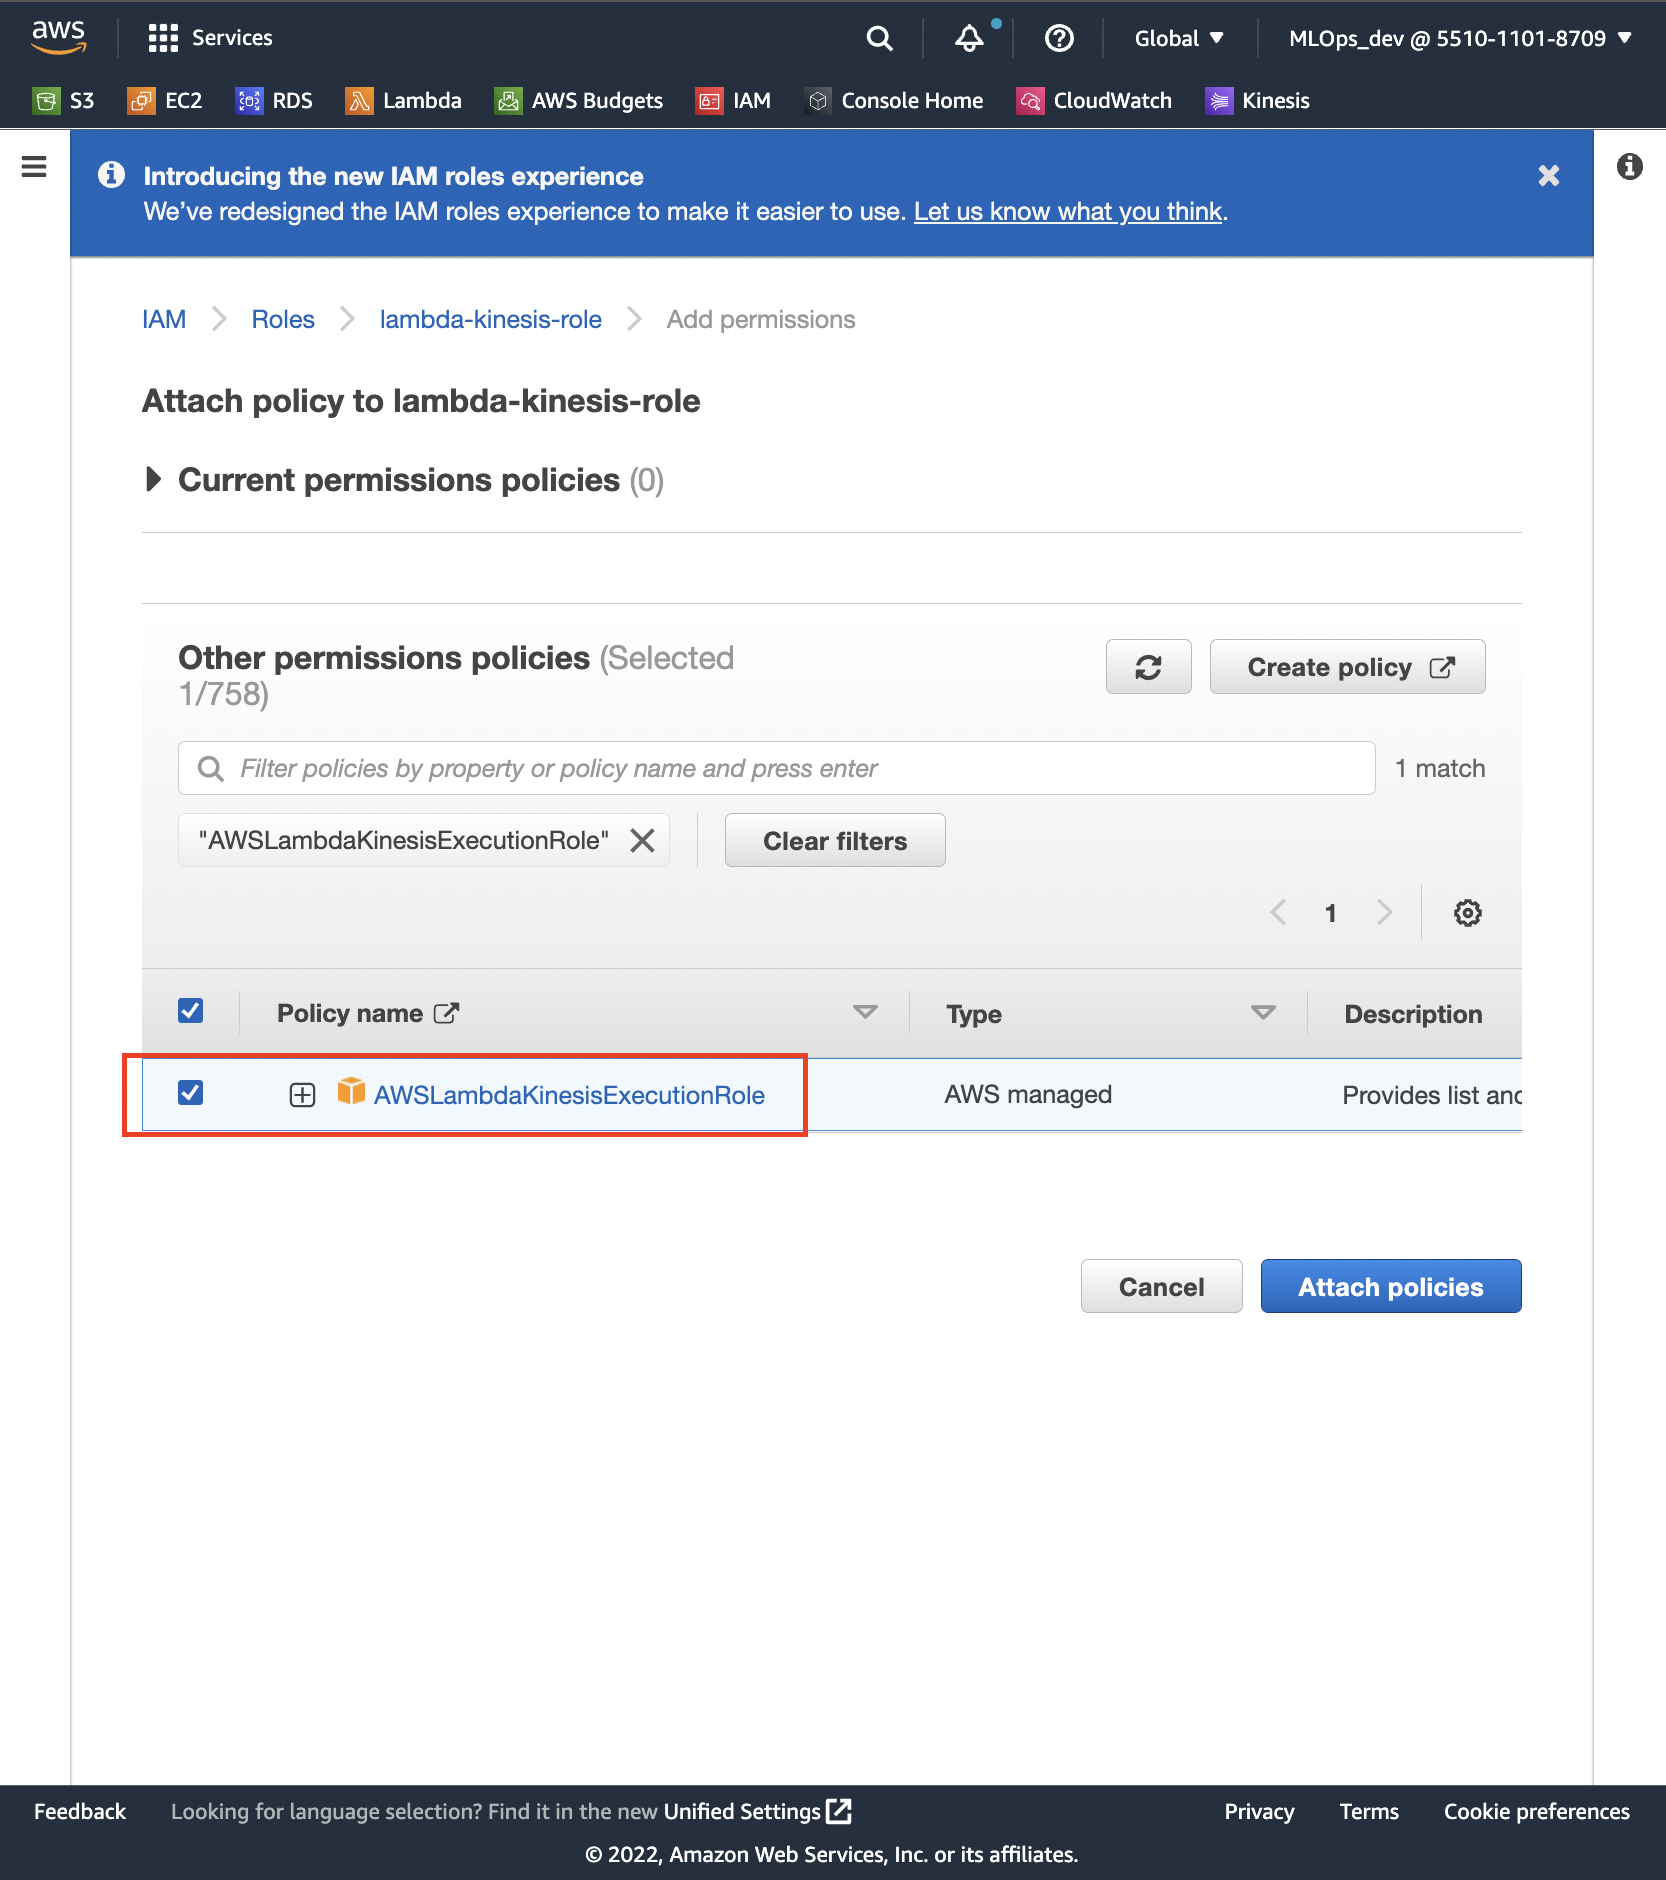 aws Services Global MLOps_dev @ 5510-1101-8709
S3 EC2 RDS Lambda AWS Budgets IAM Console Home CloudWatch Kinesis
Introducing the new IAM roles experience
We’ve redesigned the IAM roles experience to make it easier to use. Let us know what you think.
IAM Roles lambda-kinesis-role Add permissions
Attach policy to lambda-kinesis-role
Current permissions policies (0)
Other permissions policies (Selected
1/758)
Create policy
Filter policies by property or policy name and press enter
1 match
"AWSLambdaKinesisExecutionRole" Clear filters
1
Policy name Type Description
AWSLambdaKinesisExecutionRole AWS managed Provides list and
Cancel Attach policies
Feedback Looking for language selection? Find it in the new Unified Settings Privacy Terms Cookie preferences
© 2022, Amazon Web Services, Inc. or its affiliates.